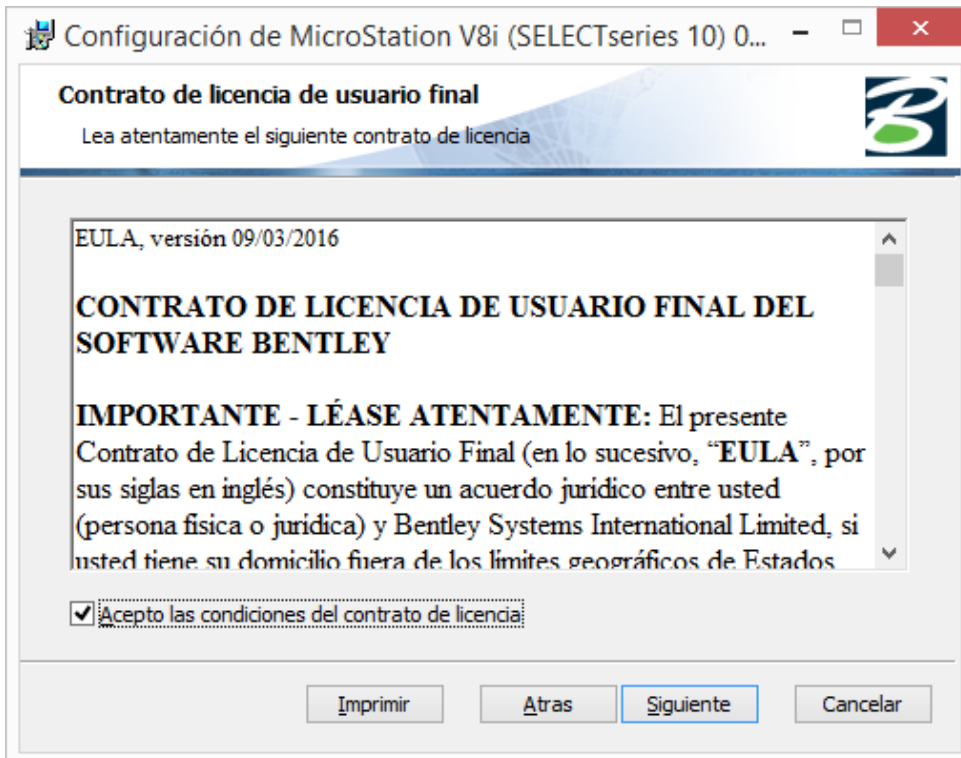 Configuración de MicroStation V8i (SELECTseries 10) 0...
Contrato de licencia de usuario final
Lea atentamente el siguiente contrato de licencia
EULA, versión 09/03/2016
CONTRATO DE LICENCIA DE USUARIO FINAL DEL
SOFTWARE BENTLEY
IMPORTANTE - LÉASE ATENTAMENTE: El presente
Contrato de Licencia de Usuario Final (en lo sucesivo, “EULA”, por
sus siglas en inglés) constituye un acuerdo jurídico entre usted
(persona física o jurídica) y Bentley Systems International Limited, si
usted tiene su domicilio fuera de los límites geográficos de Estados
Acepto las condiciones del contrato de licencia
Imprimir
Atras
Siguiente
Cancelar